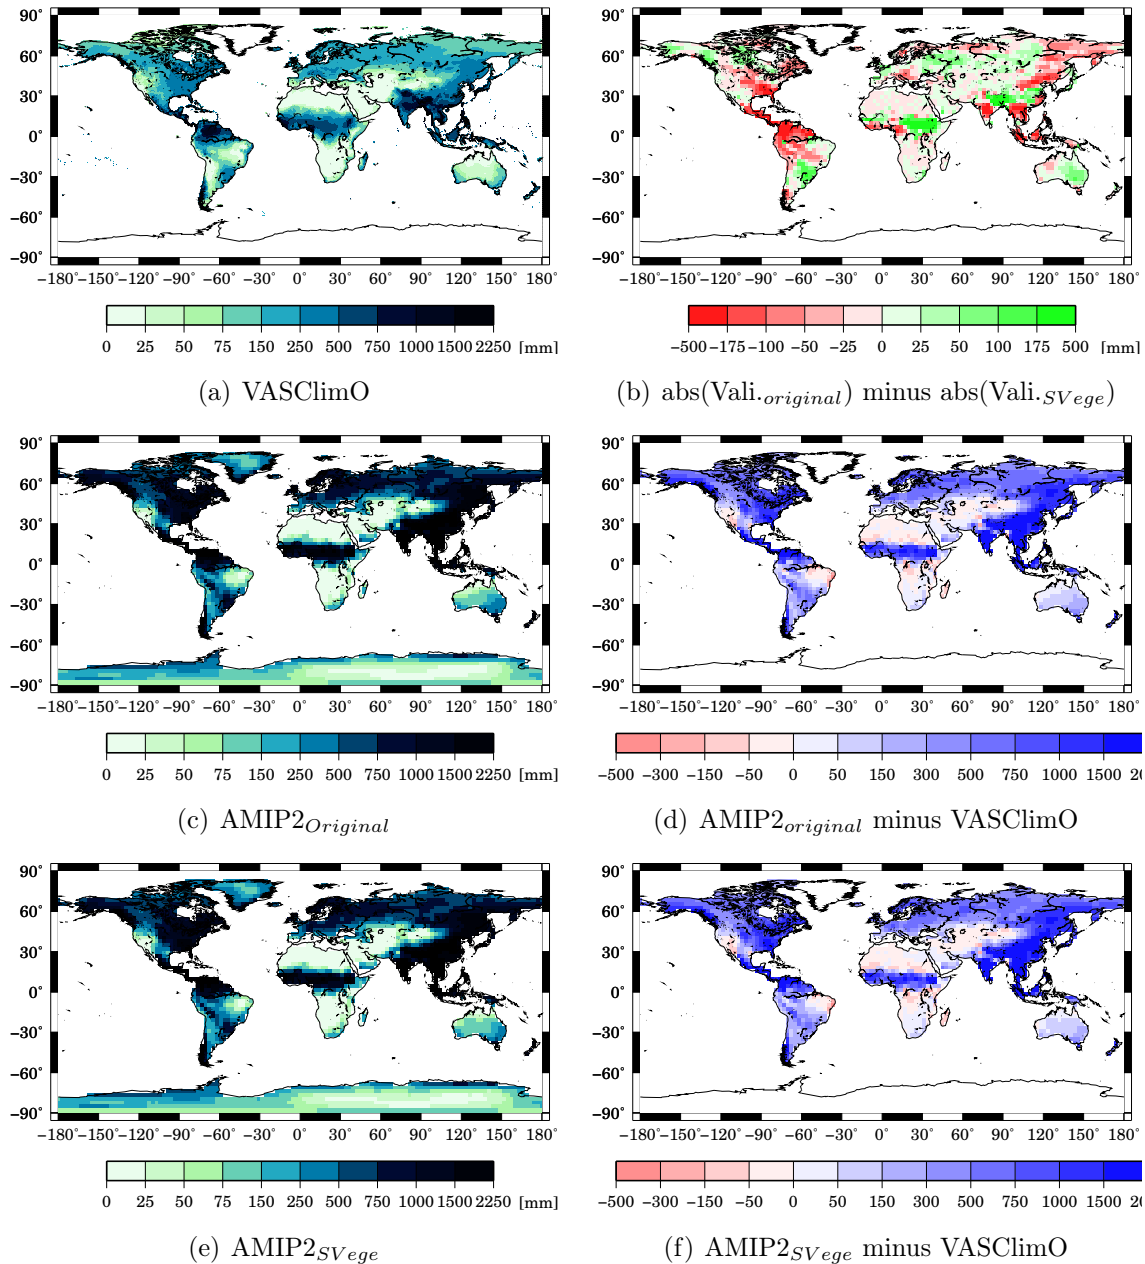 90° 90°
60° 60°
30° 30°
0° 0°
−30° −30°
−60° −60°
−90° −90°
−180−150° −90° −60° −30° 0° 30° 60° 90° 120° 150° 180° −180−150° −90° −60° −30° 0° 30° 60° 90° 120° 150° 180°
0 25 50 75 150 250 500 750 1000 1500 2250 [mm] −500 −175 −100 −50 −25 0 25 50 100 175 500 [mm]
(a) VASClimO (b) abs(Vali.original) minus abs(Vali.SVege)
90° 90°
60° 60°
30° 30°
0° 0°
−30° −30°
−60° −60°
−90° −90°
−180−150° −90° −60° −30° 0° 30° 60° 90° 120° 150° 180° −180−150° −90° −60° −30° 0° 30° 60° 90° 120° 150° 180°
0 25 50 75 150 250 500 750 1000 1500 2250 [mm] −500 −300 −150 −50 0 50 150 300 500 750 1000 1500 20
(c) AMIP2Original (d) AMIP2original minus VASClimO
90° 90°
60° 60°
30° 30°
0° 0°
−30° −30°
−60° −60°
−90° −90°
−180−150° −90° −60° −30° 0° 30° 60° 90° 120° 150° 180° −180−150° −90° −60° −30° 0° 30° 60° 90° 120° 150° 180°
0 25 50 75 150 250 500 750 1000 1500 2250 [mm] −500 −300 −150 −50 0 50 150 300 500 750 1000 1500 20
(e) AMIP2SVege (f) AMIP2SVege minus VASClimO